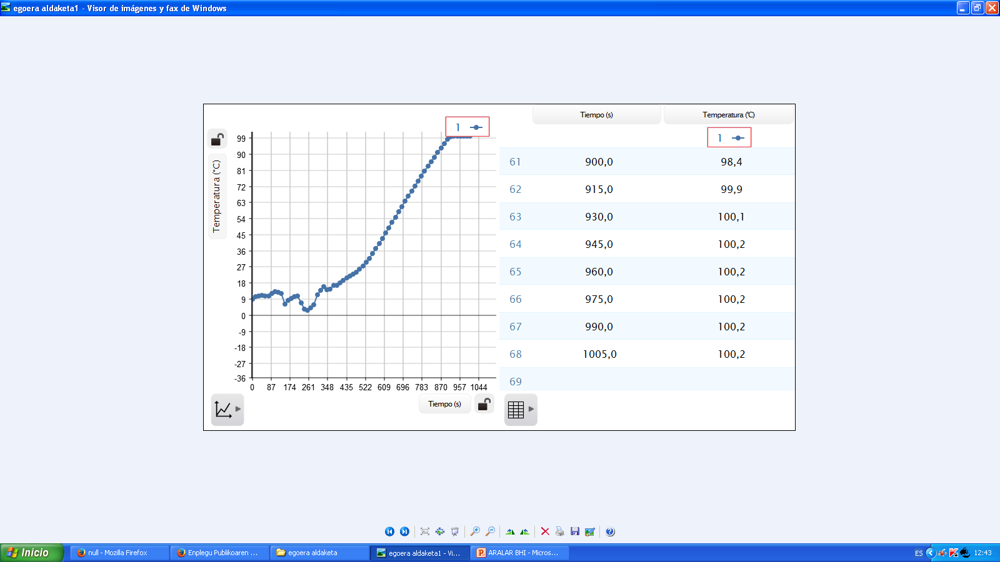 egoera aldaketa1 - Visor de imágenes y fax de Windows
Tiempo (s) Temperatura (°C)
1
1
Temperatura (°C)
99
90
81
72
63
54
45
36
27
18
9
0
-9
-18
-27
-36
0 87 174 261 348 435 522 609 696 783 870 957 1044
Tiempo (s)
61 900,0 98,4
62 915,0 99,9
63 930,0 100,1
64 945,0 100,2
65 960,0 100,2
66 975,0 100,2
67 990,0 100,2
68 1005,0 100,2
69
Inicio
null - Mozilla Firefox
Enplegu Publikoaren ...
egoera aldaketa
egoera aldaketa1 - Vi...
ARALAR BHI - Micros...
ES
12:43